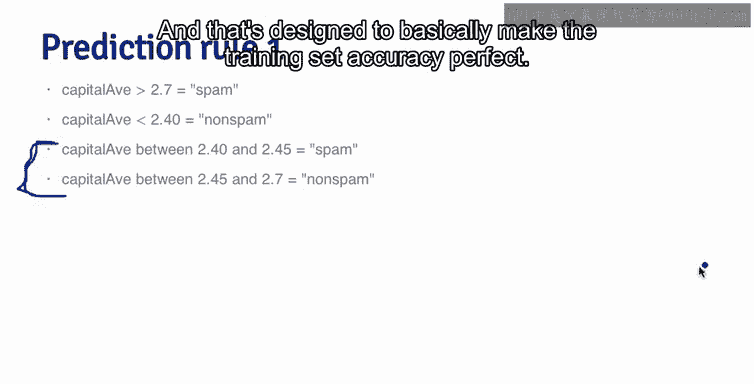 And that's designed to basically make the
Prediction rule 1
training set accuracy perfect.
· capitalAve > 2.7 = "spam"
· capitalAve < 2.40 = "nonspam"
· capitalAve between 2.40 and 2.45 = "spam"
· capitalAve between 2.45 and 2.7 = "nonspam"